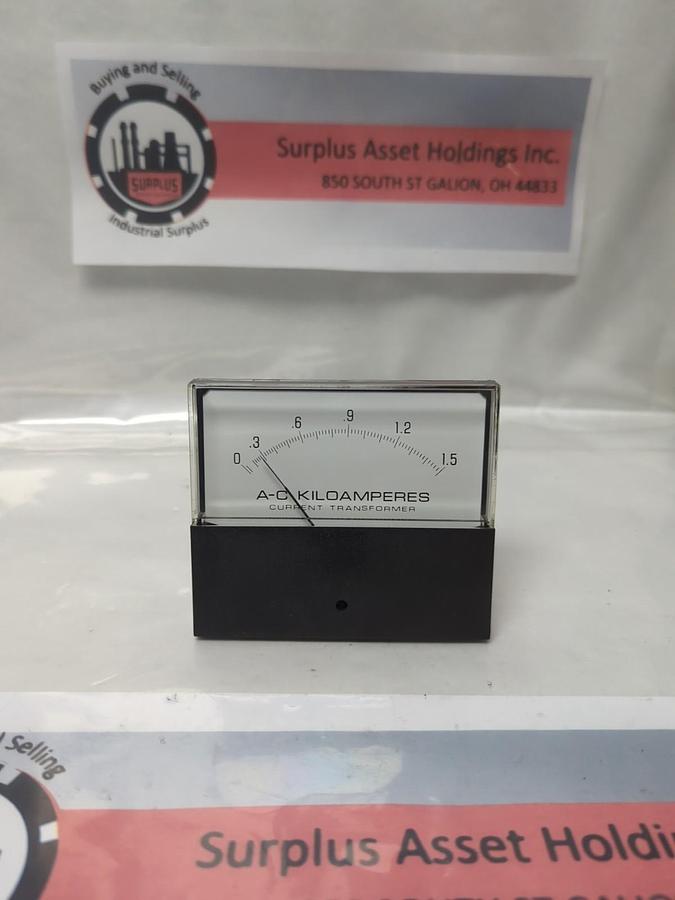 Buying and Selling
SURPLUS
Industrial Surplus
Surplus Asset Holdings Inc.
850 SOUTH ST GALION, OH 44833
0 .3 .6 .9 1.2 1.5
A-C KILOAMPERES
CURRENT TRANSFORMER
Selling
Surplus Asset